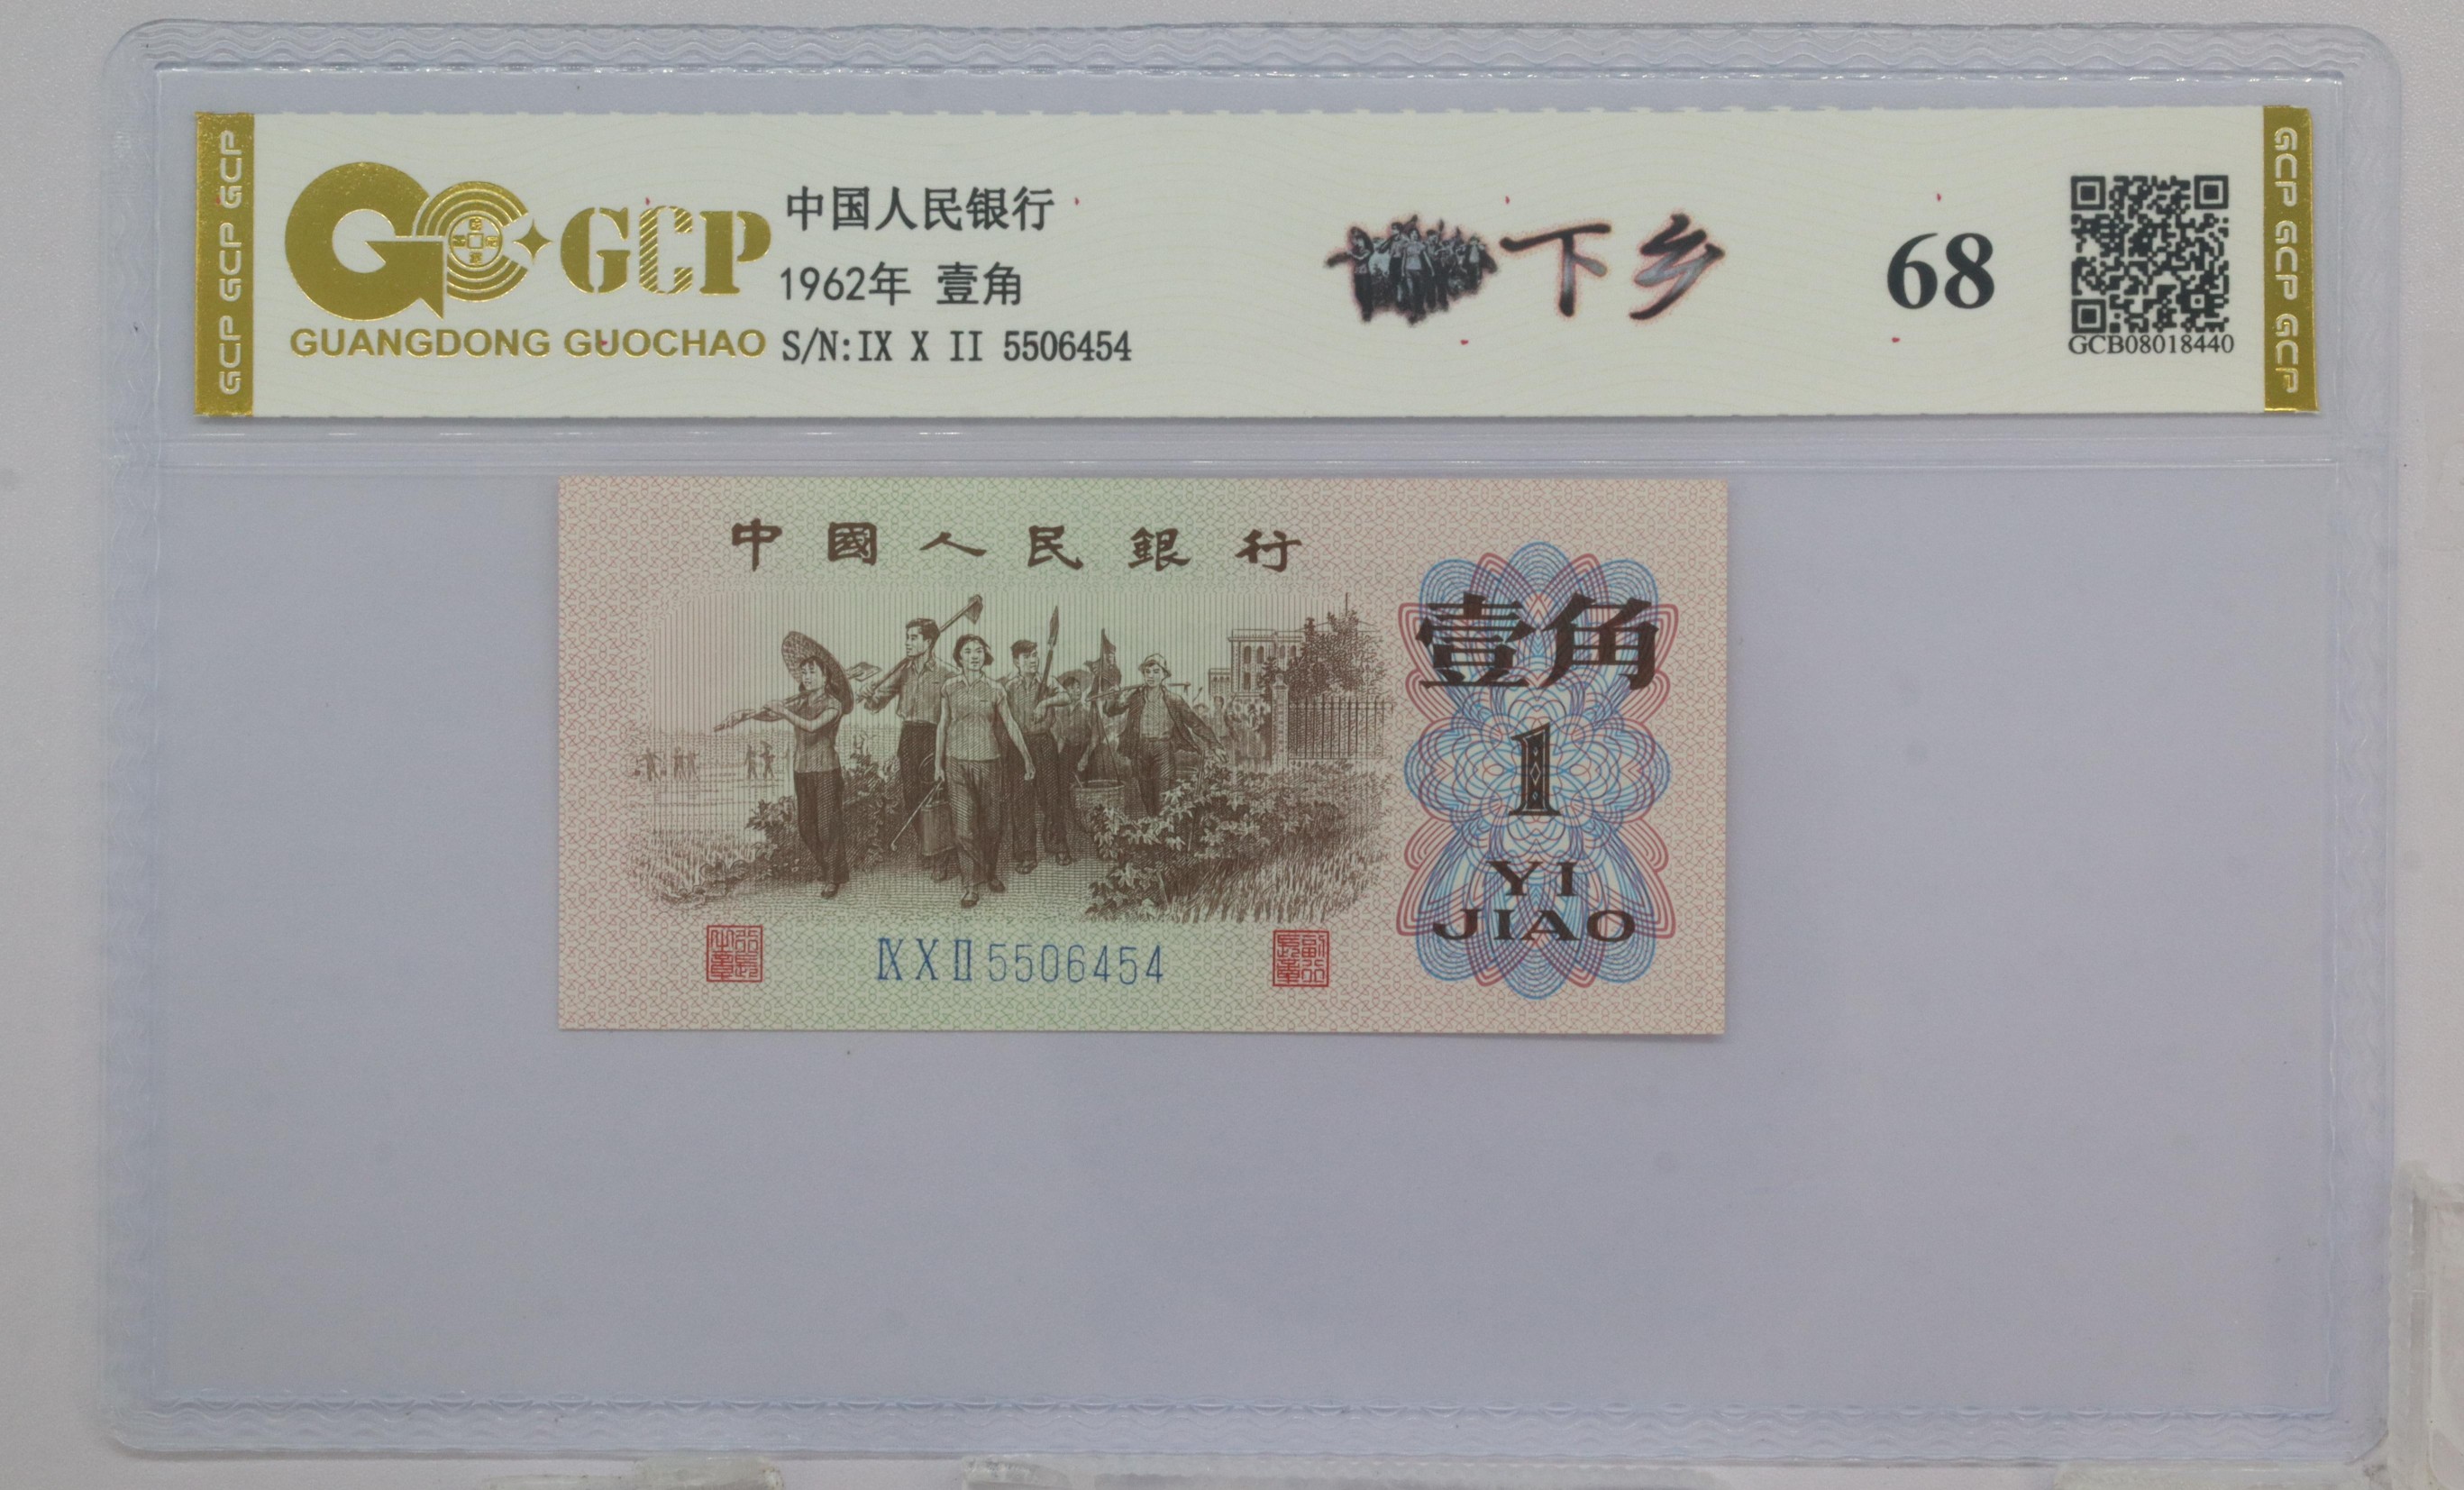 GCP GCP GCP
GCP
GUANGDONG GUOCHAO
中国人民银行
1962年 壹角
S/N:IX X II 5506454
下乡
68
GCB08018440
GCP GCP GCP
中國人民銀行
壹角
1
YI
JIAO
ⅨⅩⅡ5506454